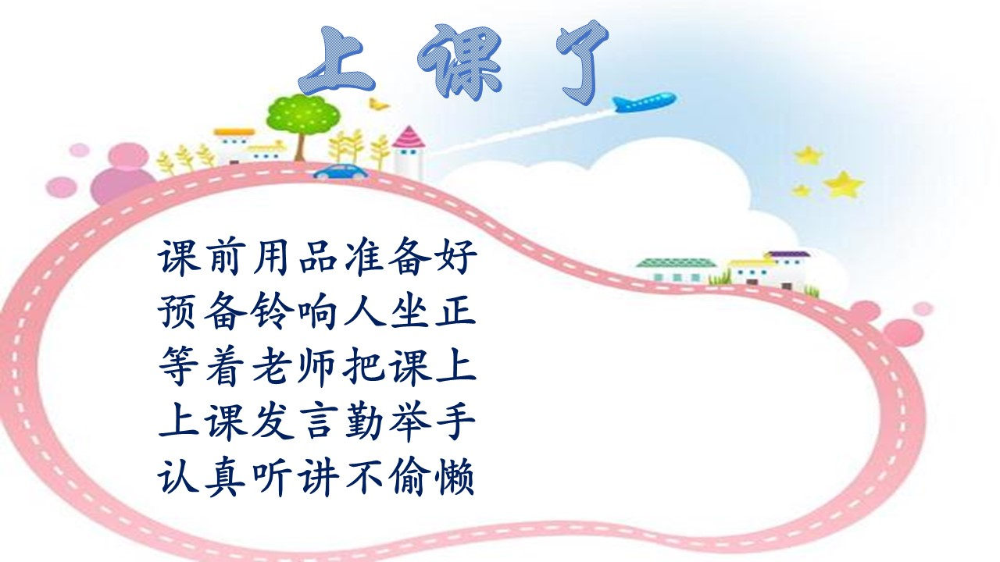 上课了
课前用品准备好
预备铃响人坐正
等着老师把课上
上课发言勤举手
认真听讲不偷懒